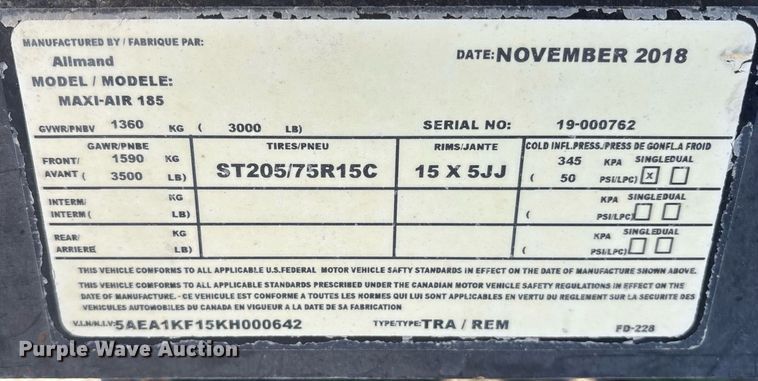 MANUFACTURED BY / FABRIQUE PAR:
Allmand
DATE: NOVEMBER 2018
MODEL / MODELE:
MAXI-AIR 185
GVWR/PNBV 1360 KG ( 3000 LB) SERIAL NO: 19-000762
GAWR/PNBE TIRES/PNEU RIMS/JANTE COLD INFL.PRESS./PRESS DE GONFL.A FROID
FRONT/ 1590 KG ST205/75R15C 15 X 5JJ 345 KPA SINGLEDUAL
AVANT ( 3500 LB) ( 50 PSI/LPC) X
INTERM/ KG KPA SINGLEDUAL
INTERM ( LB) ( PSI/LPC)
REAR/ KG KPA SINGLEDUAL
ARRIERE( LB) ( PSI/LPC)
THIS VEHICLE COMFORMS TO ALL APPLICABLE U.S.FEDERAL MOTOR VEHICLE SAFTY STANDARDS IN EFFECT ON THE DATE OF MANUFACTURE SHOWN ABOVE.
THIS VEHICLE CONFORMS TO ALL APPLICABLE STANDARDS PRESCRIBED UNDER THE CANADIAN MOTOR VEHICLE SAFETY REGULATIONS IN EFFECT ON THE
DATE OF MANUFACTURE. - CE VEHICULE EST CONFORME A TOUTES LES NORMES QUI LUI SONT APPLICABLES EN VERTU DU REGLEMENT SUR LA SECURITE DES
VEHICULES AUTOMOBILES DU CANADA EN VIGUEUR A LA DATE DE SA FABRICATION
V.I.N/N.I.V:5AEA1KF15KH000642 TYPE/TYPE:TRA / REM FD-228
Purple Wave Auction